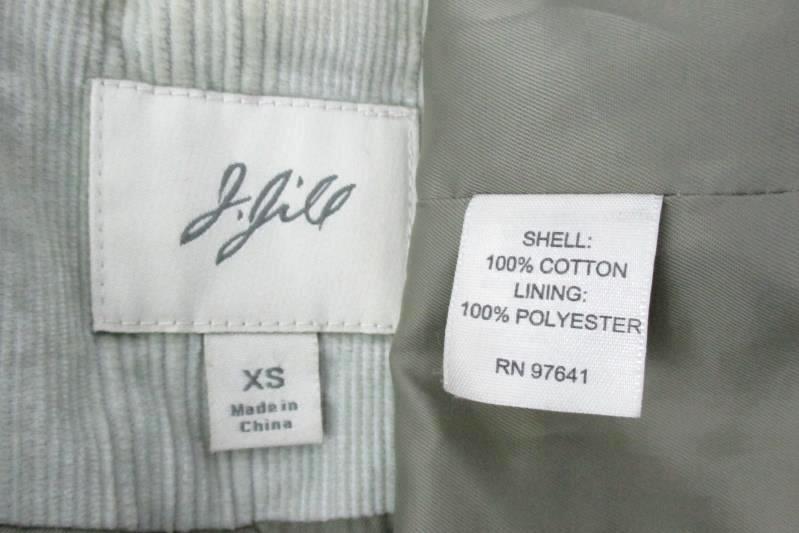 J.Jill
XS
Made in
China
SHELL:
100% COTTON
LINING:
100% POLYESTER
RN 97641